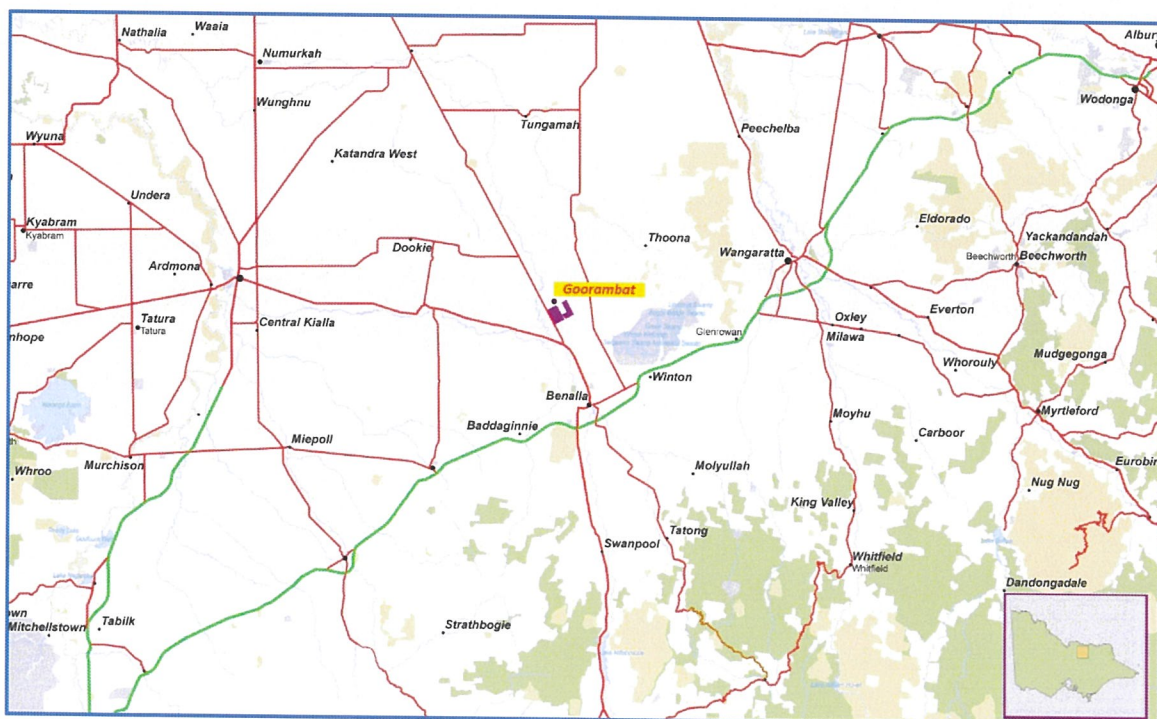 Nathalia
Waaia
Numurkah
Wunghnu
Wyuna
Katandra West
Tungamah
Peechelba
Albur
Wodonga
Undera
Kyabram
Kyabram
Ardmona
Dookie
Thoona
Wangaratta
Eldorado
Yackandandah
Beechworth
Beechworth
arre
Goorambat
Tatura
Tatura
Central Kialla
nhope
Glenrowan
Oxley
Milawa
Everton
Whorouly
Mudgegonga
Winton
Benalla
Baddaginnie
Moyhu
Carboor
Myrtleford
Miepoll
Murchison
Whroo
Molyullah
Eurobin
Nug Nug
King Valley
Swanpool
Tatong
Whitfield
Whitfield
Dandongadale
own
Mitchellstown
Tabilk
Strathbogie